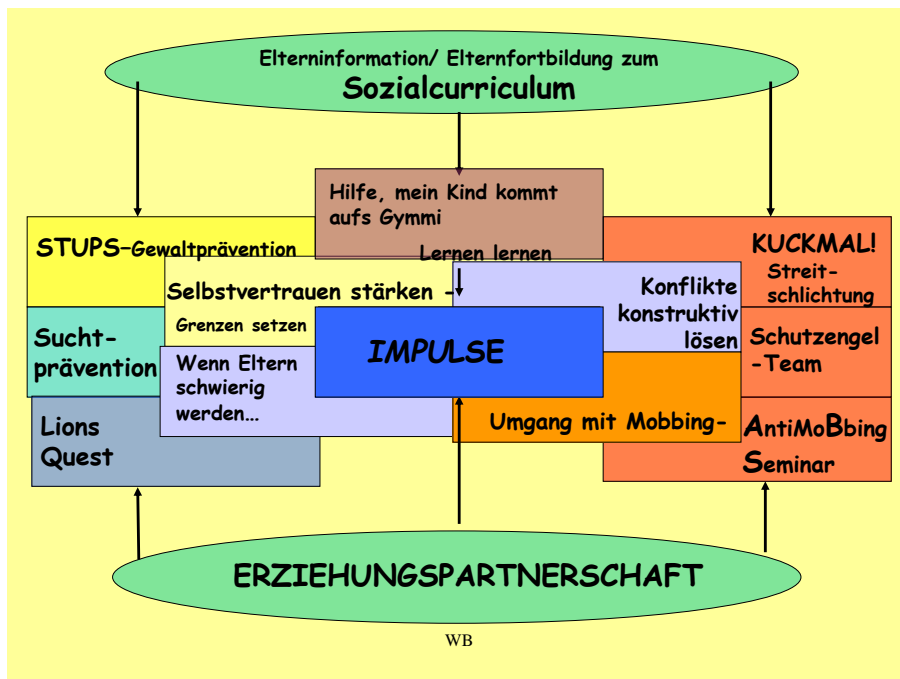 Elterninformation/ Elternfortbildung zum
Sozialcurriculum
Hilfe, mein Kind kommt
aufs Gymmi
Lernen lernen
STUPS–Gewaltprävention
Selbstvertrauen stärken -
Grenzen setzen
Sucht-
prävention
Wenn Eltern
schwierig
werden…
Lions
Quest
IMPULSE
Konflikte
konstruktiv
lösen
Umgang mit Mobbing-
KUCKMAL!
Streit-
schlichtung
Schutzengel
-Team
AntiMoBbing
Seminar
ERZIEHUNGSPARTNERSCHAFT
WB